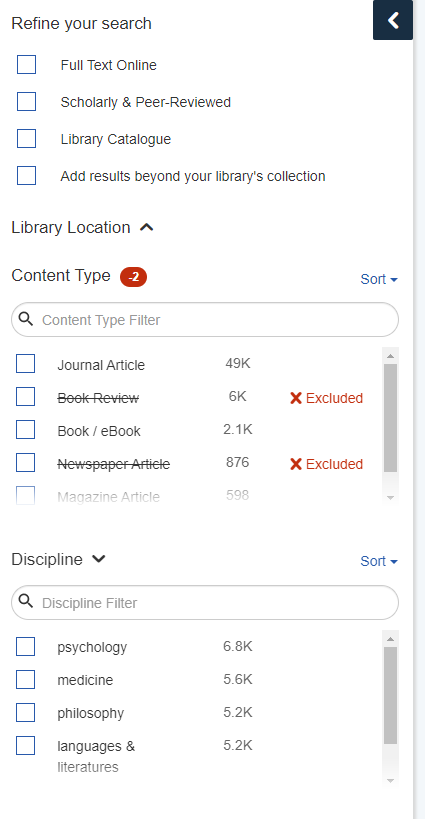 Refine your search
Full Text Online
Scholarly & Peer-Reviewed
Library Catalogue
Add results beyond your library's collection
Library Location
Content Type -2 Sort
Content Type Filter
Journal Article 49K
Book Review 6K Excluded
Book / eBook 2.1K
Newspaper Article 876 Excluded
Magazine Article 598
Discipline Sort
Discipline Filter
psychology 6.8K
medicine 5.6K
philosophy 5.2K
languages & 5.2K
literatures